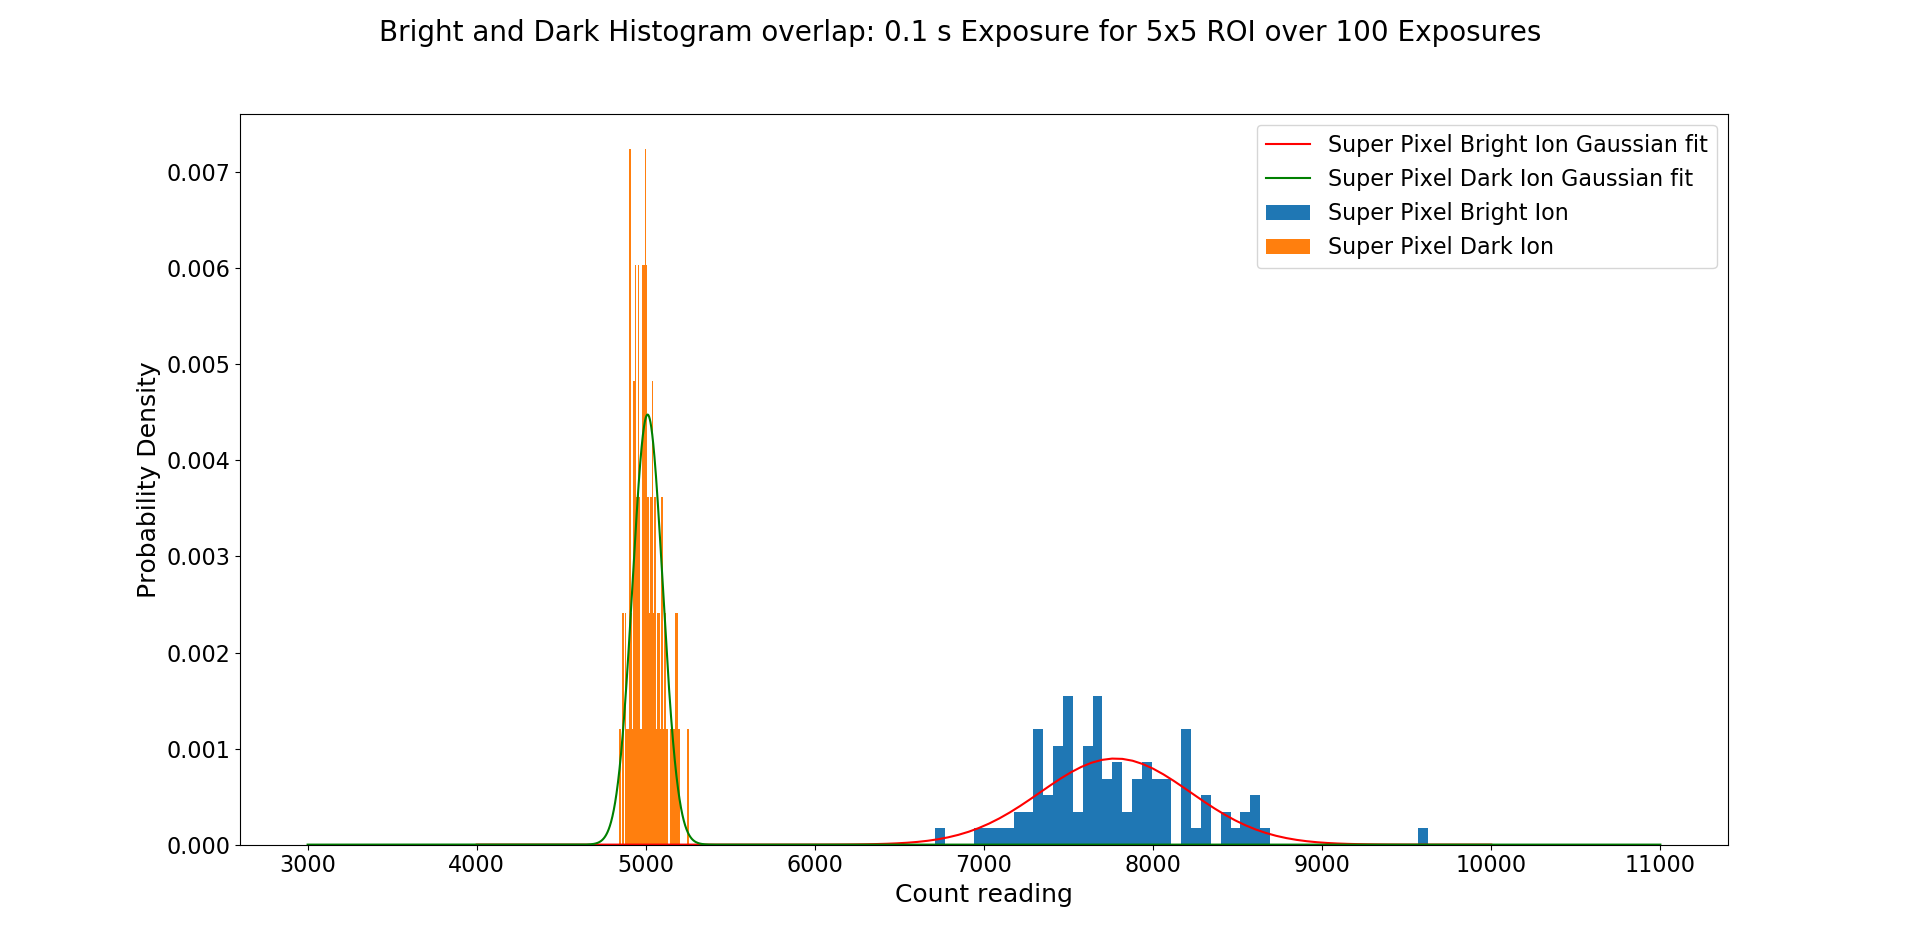 Bright and Dark Histogram overlap: 0.1 s Exposure for 5x5 ROI over 100 Exposures
Super Pixel Bright Ion Gaussian fit
Super Pixel Dark Ion Gaussian fit
Super Pixel Bright Ion
Super Pixel Dark Ion
Probability Density
0.007
0.006
0.005
0.004
0.003
0.002
0.001
0.000
3000 4000 5000 6000 7000 8000 9000 10000 11000
Count reading